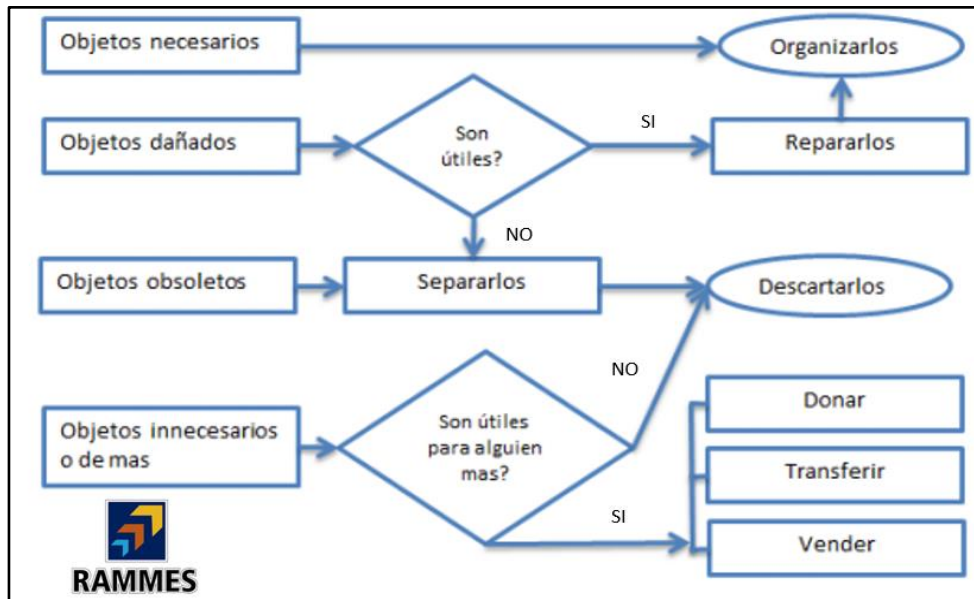 Objetos necesarios
Organizarlos
Objetos dañados
Son
útiles?
SI
Repararlos
NO
Objetos obsoletos
Separarlos
Descartarlos
NO
Objetos innecesarios
o de mas
Son útiles
para alguien
mas?
SI
Donar
Transferir
Vender
RAMMES